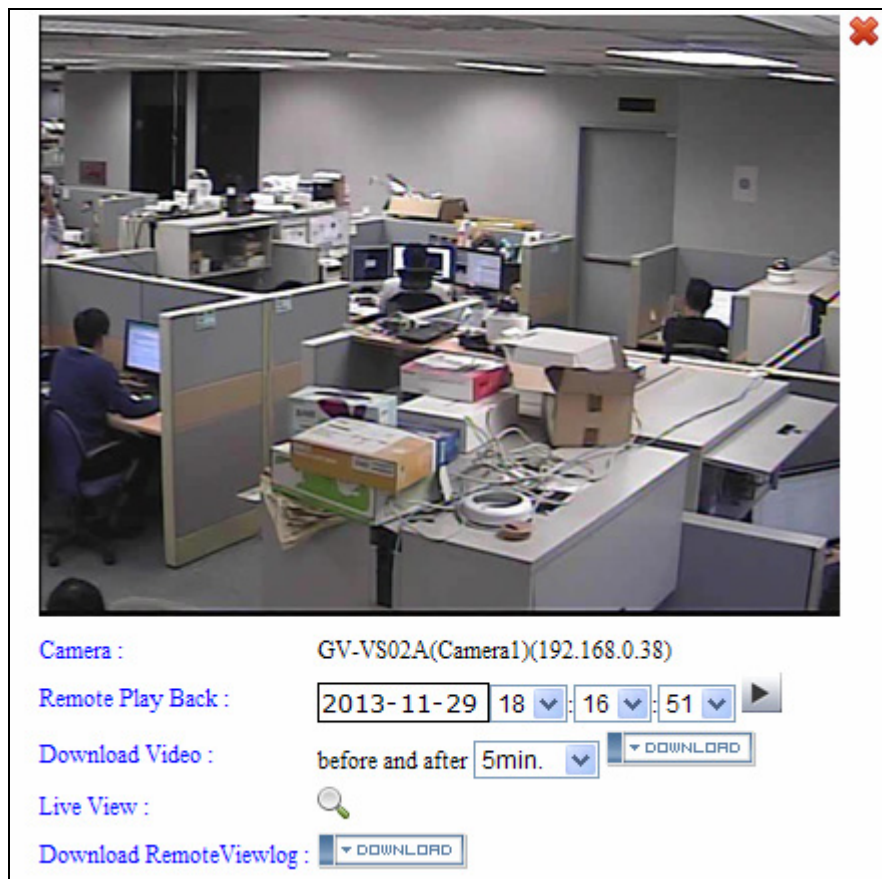 Camera : GV-VS02A(Camera1)(192.168.0.38)
Remote Play Back : 2013-11-29 18 : 16 : 51
Download Video : before and after 5min. DOWNLOAD
Live View :
Download RemoteViewlog : DOWNLOAD